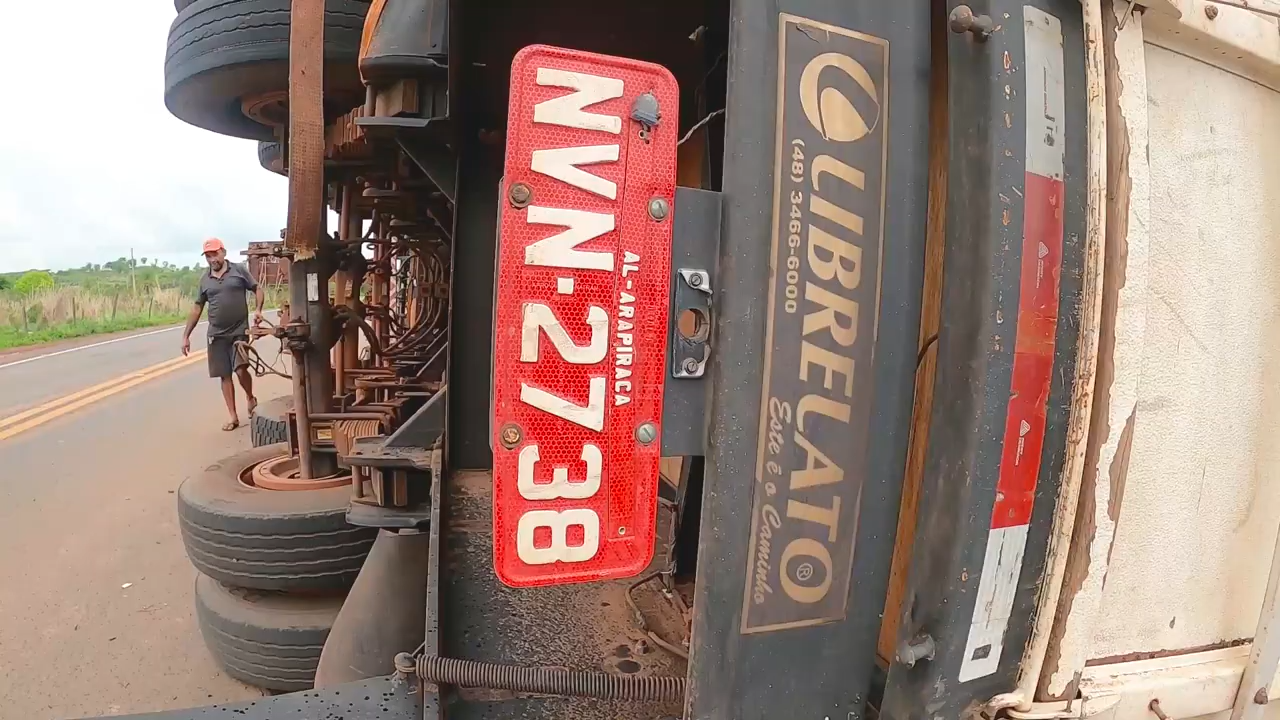 AL-ARAPIRACA
NVN·2738
LIBRELATO®
Este é o Caminho
(48) 3466-6000